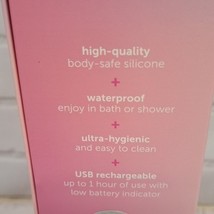 high-quality
body-safe silicone
+
waterproof
enjoy in bath or shower
+
ultra-hygienic
and easy to clean
+
USB rechargeable
up to 1 hour of use with
low battery indicator